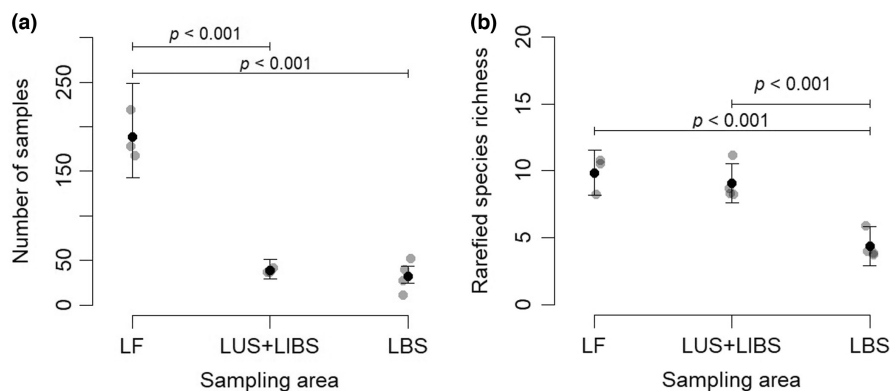 (a)
p < 0.001
p < 0.001
Number of samples
0
50
150
250
LF
LUS+LIBS
LBS
Sampling area
(b)
p < 0.001
p < 0.001
Rarefied species richness
0
5
10
15
20
LF
LUS+LIBS
LBS
Sampling area